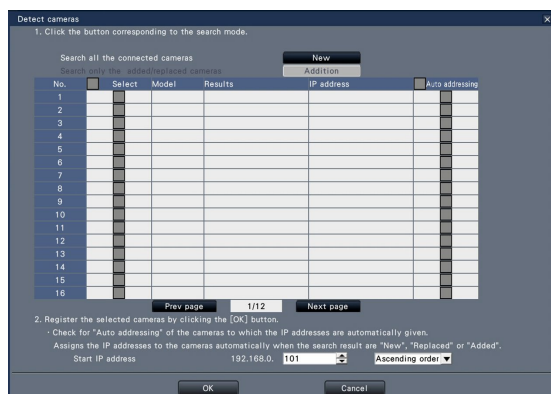 Detect cameras
1. Click the button corresponding to the search mode.
Search all the connected cameras New
Search only the added/replaced cameras Addition
No. Select Model Results IP address Auto addressing
1
2
3
4
5
6
7
8
9
10
11
12
13
14
15
16
Prev page 1/12 Next page
2. Register the selected cameras by clicking the [OK] button.
· Check for "Auto addressing" of the cameras to which the IP addresses are automatically given.
Assigns the IP addresses to the cameras automatically when the search result are "New", "Replaced" or "Added".
Start IP address 192.168.0. 101 Ascending order
OK Cancel